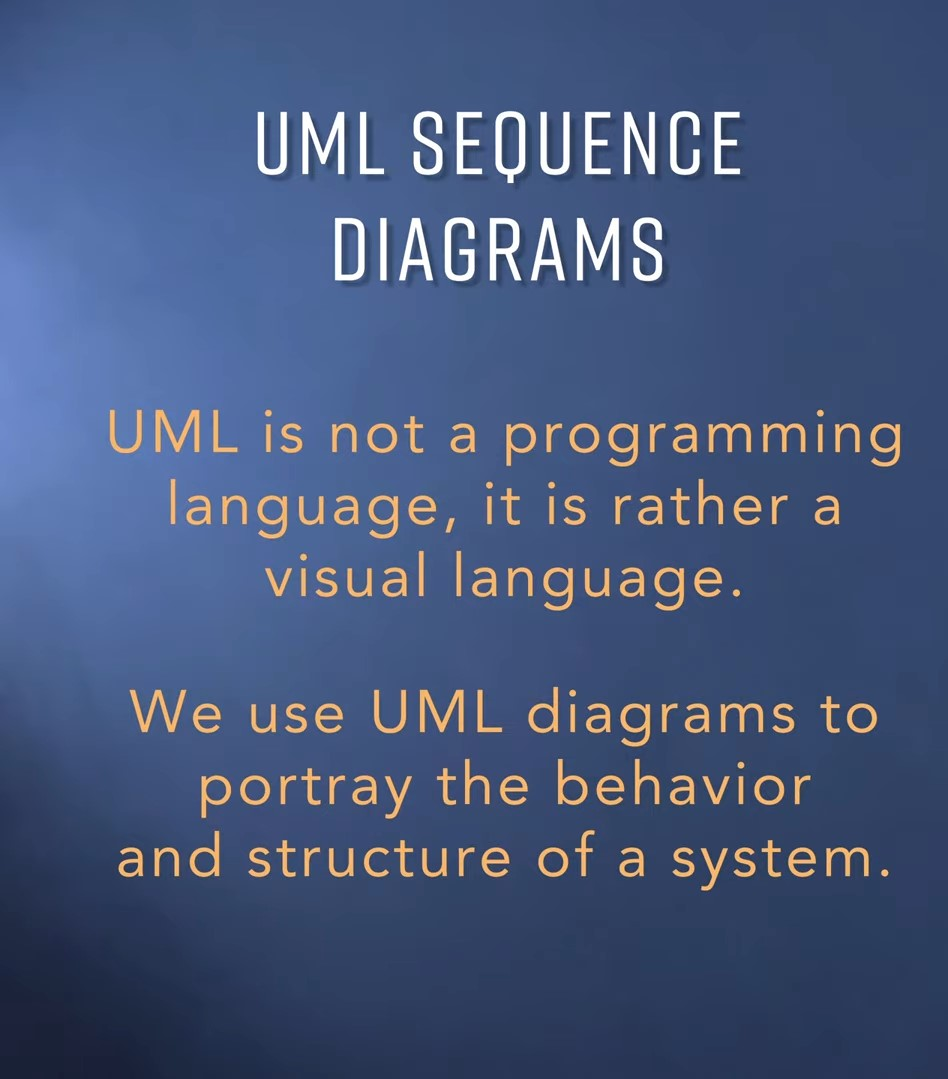 UML SEQUENCE
DIAGRAMS
UML is not a programming
language, it is rather a
visual language.
We use UML diagrams to
portray the behavior
and structure of a system.